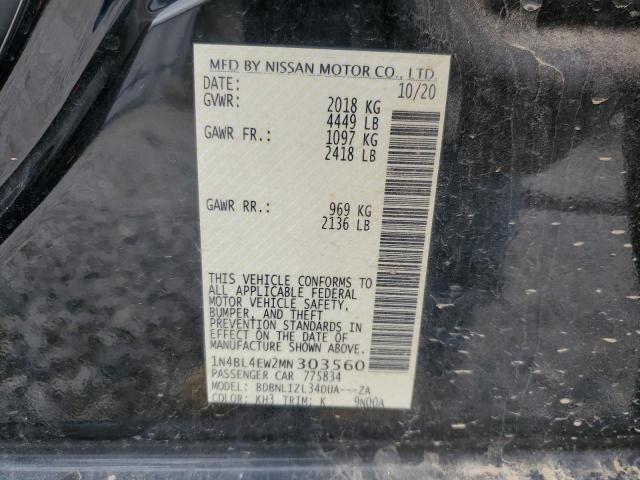 MFD BY NISSAN MOTOR CO., LTD.
DATE: 10/20
GVWR: 2018 KG
4449 LB
GAWR FR.: 1097 KG
2418 LB
GAWR RR.: 969 KG
2136 LB
THIS VEHICLE CONFORMS TO
ALL APPLICABLE FEDERAL
MOTOR VEHICLE SAFETY,
BUMPER, AND THEFT
PREVENTION STANDARDS IN
EFFECT ON THE DATE OF
MANUFACTURE SHOWN ABOVE.
1N4BL4EW2MN303560
PASSENGER CAR 775834
MODEL: BDBNLIZL34DUA---ZA
COLOR: KH3 TRIM: K 9N00A